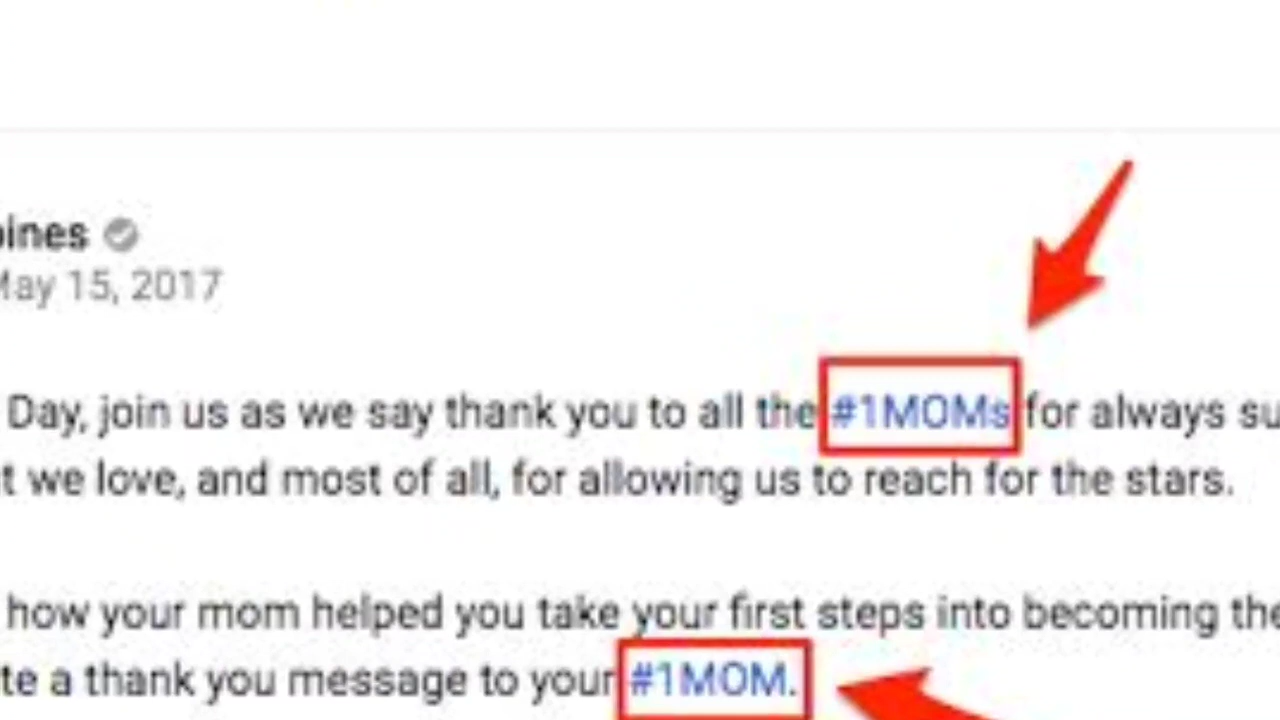 pines
May 15, 2017
Day, join us as we say thank you to all the #1MOMs for always su
t we love, and most of all, for allowing us to reach for the stars.
how your mom helped you take your first steps into becoming the
te a thank you message to your #1MOM.